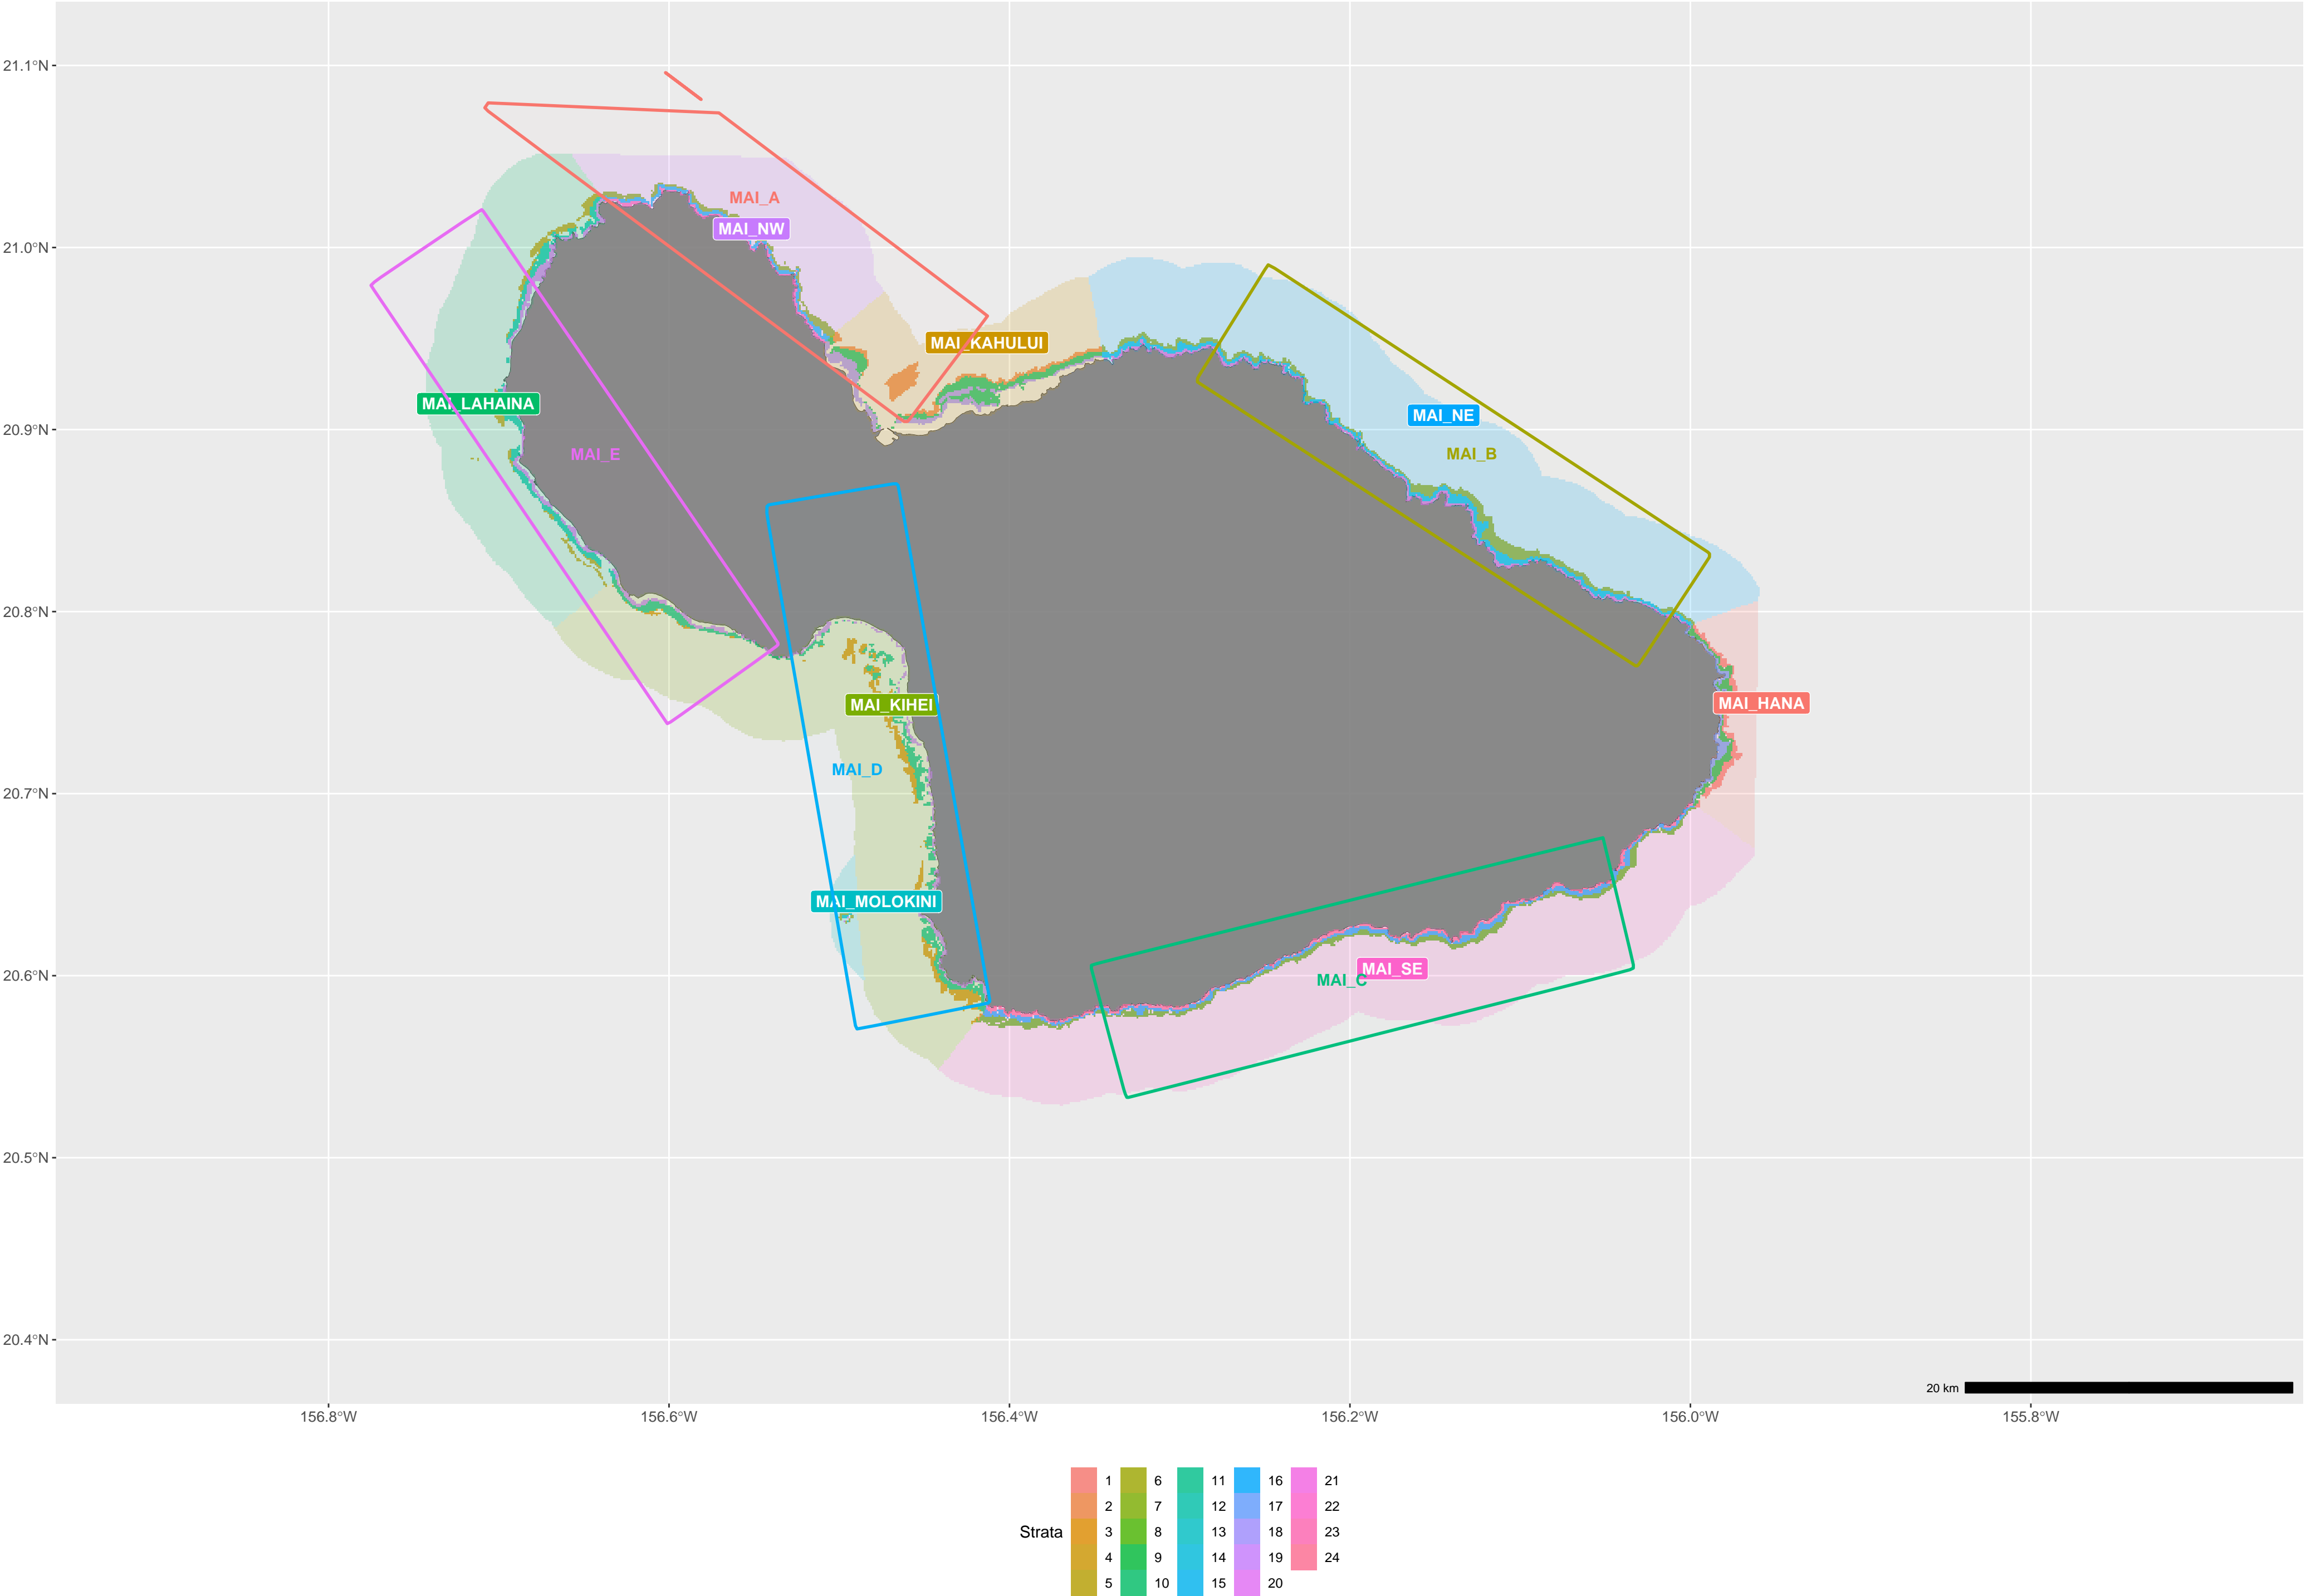 21.1°N
21.0°N
20.9°N
20.8°N
20.7°N
20.6°N
20.5°N
20.4°N
MAI_A
MAI_NW
MAI_KAHULUI
MAI_LAHAINA
MAI_NE
MAI_E
MAI_B
MAI_KIHEI
MAI_HANA
MAI_D
MAI_MOLOKINI
MAI_SE
MAI_C
20 km
156.8°W 156.6°W 156.4°W 156.2°W 156.0°W 155.8°W
Strata
1 6 11 16 21
2 7 12 17 22
3 8 13 18 23
4 9 14 19 24
5 10 15 20